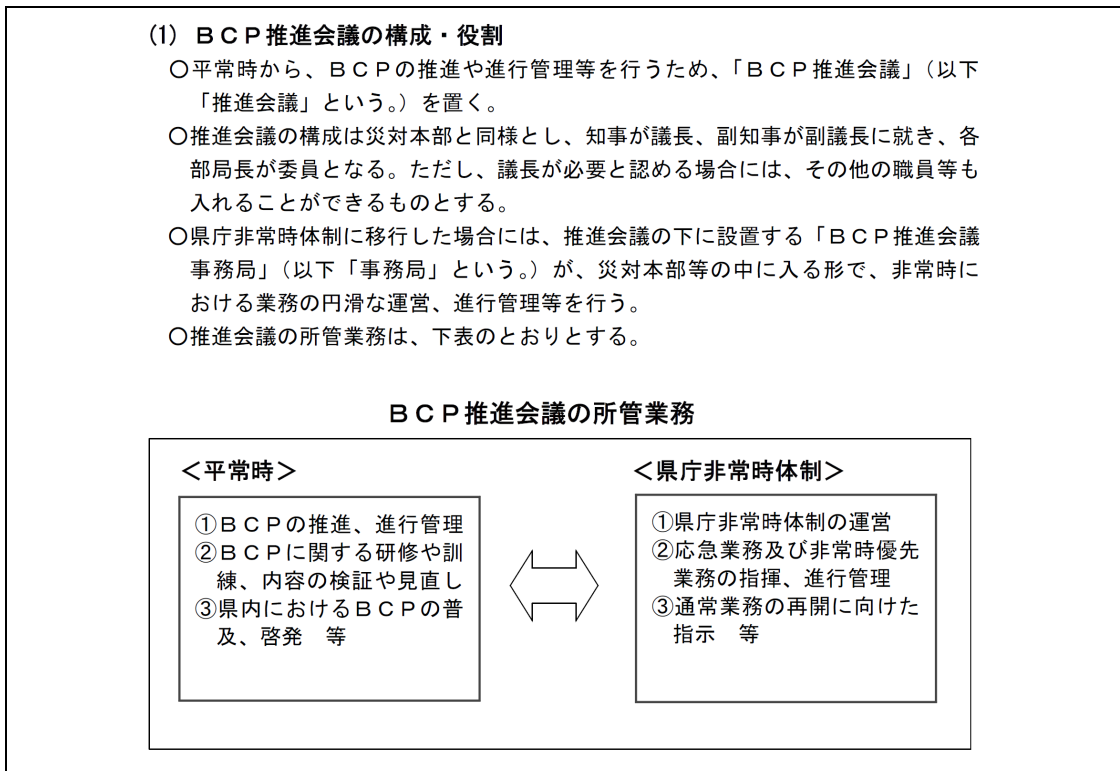 (1) BCP推進会議の構成・役割
○平常時から、BCPの推進や進行管理等を行うため、「BCP推進会議」(以下
「推進会議」という。)を置く。
○推進会議の構成は災対本部と同様とし、知事が議長、副知事が副議長に就き、各
部局長が委員となる。ただし、議長が必要と認める場合には、その他の職員等も
入れることができるものとする。
○県庁非常時体制に移行した場合には、推進会議の下に設置する「BCP推進会議
事務局」(以下「事務局」という。)が、災対本部等の中に入る形で、非常時に
おける業務の円滑な運営、進行管理等を行う。
○推進会議の所管業務は、下表のとおりとする。
BCP推進会議の所管業務
<平常時>
①BCPの推進、進行管理
②BCPに関する研修や訓
練、内容の検証や見直し
③県内におけるBCPの普
及、啓発 等
<県庁非常時体制>
①県庁非常時体制の運営
②応急業務及び非常時優先
業務の指揮、進行管理
③通常業務の再開に向けた
指示 等